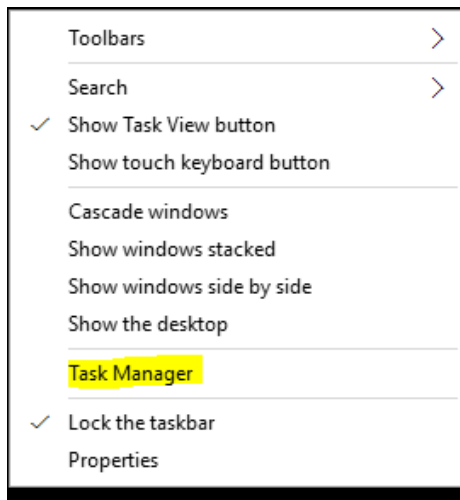 Toolbars
Search
Show Task View button
Show touch keyboard button
Cascade windows
Show windows stacked
Show windows side by side
Show the desktop
Task Manager
Lock the taskbar
Properties